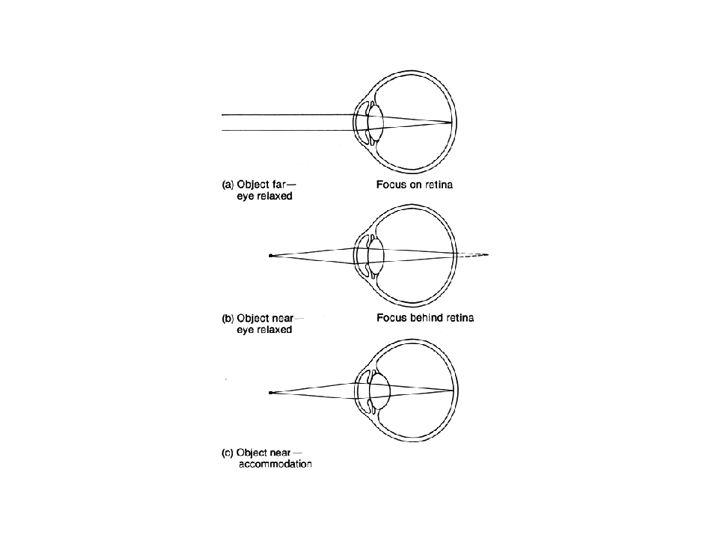 (a) Object far—
eye relaxed
Focus on retina
(b) Object near—
eye relaxed
Focus behind retina
(c) Object near—
accommodation